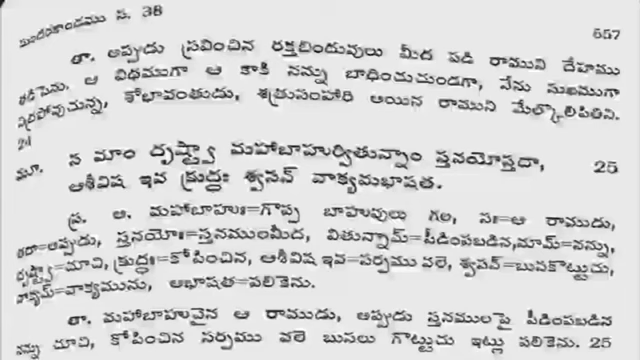 సుందరకాండము స. 38 557
తా. అప్పుడు స్రవించిన రక్తబిందువులు మీద పడి రాముని దేహము
తడిపెను. ఆ విధముగా ఆ కాకి నన్ను బాధించుచుండగా, నేను సుఖముగా
నిద్రపోవుచున్న, శోభావంతుడు, శత్రుసంహారి అయిన రాముని మేల్కొలిపితిని.
24
మూ. స మాం దృష్ట్వా మహాబాహుర్వితున్నాం స్తనయోస్తదా, 25
ఆశీవిష ఇవ క్రుద్ధః శ్వసన్ వాక్యమభాషత.
ప్ర. అ. మహాబాహుః=గొప్ప బాహువులు గల, సః=ఆ రాముడు,
తదా=అప్పుడు, స్తనయోః=స్తనములమీద, వితున్నామ్=పీడింపబడిన, మామ్=నన్ను,
దృష్ట్వా=చూచి, క్రుద్ధః=కోపించిన, ఆశీవిష ఇవ=సర్పము వలె, శ్వసన్=బుసకొట్టుచు,
వాక్యమ్=వాక్యమును, అభాషత=పలికెను.
తా. మహాబాహువైన ఆ రాముడు, అప్పుడు స్తనములపై పీడింపబడిన
నన్ను చూచి, కోపించిన సర్పము వలె బుసలు గొట్టుచు ఇట్లు పలికెను. 25